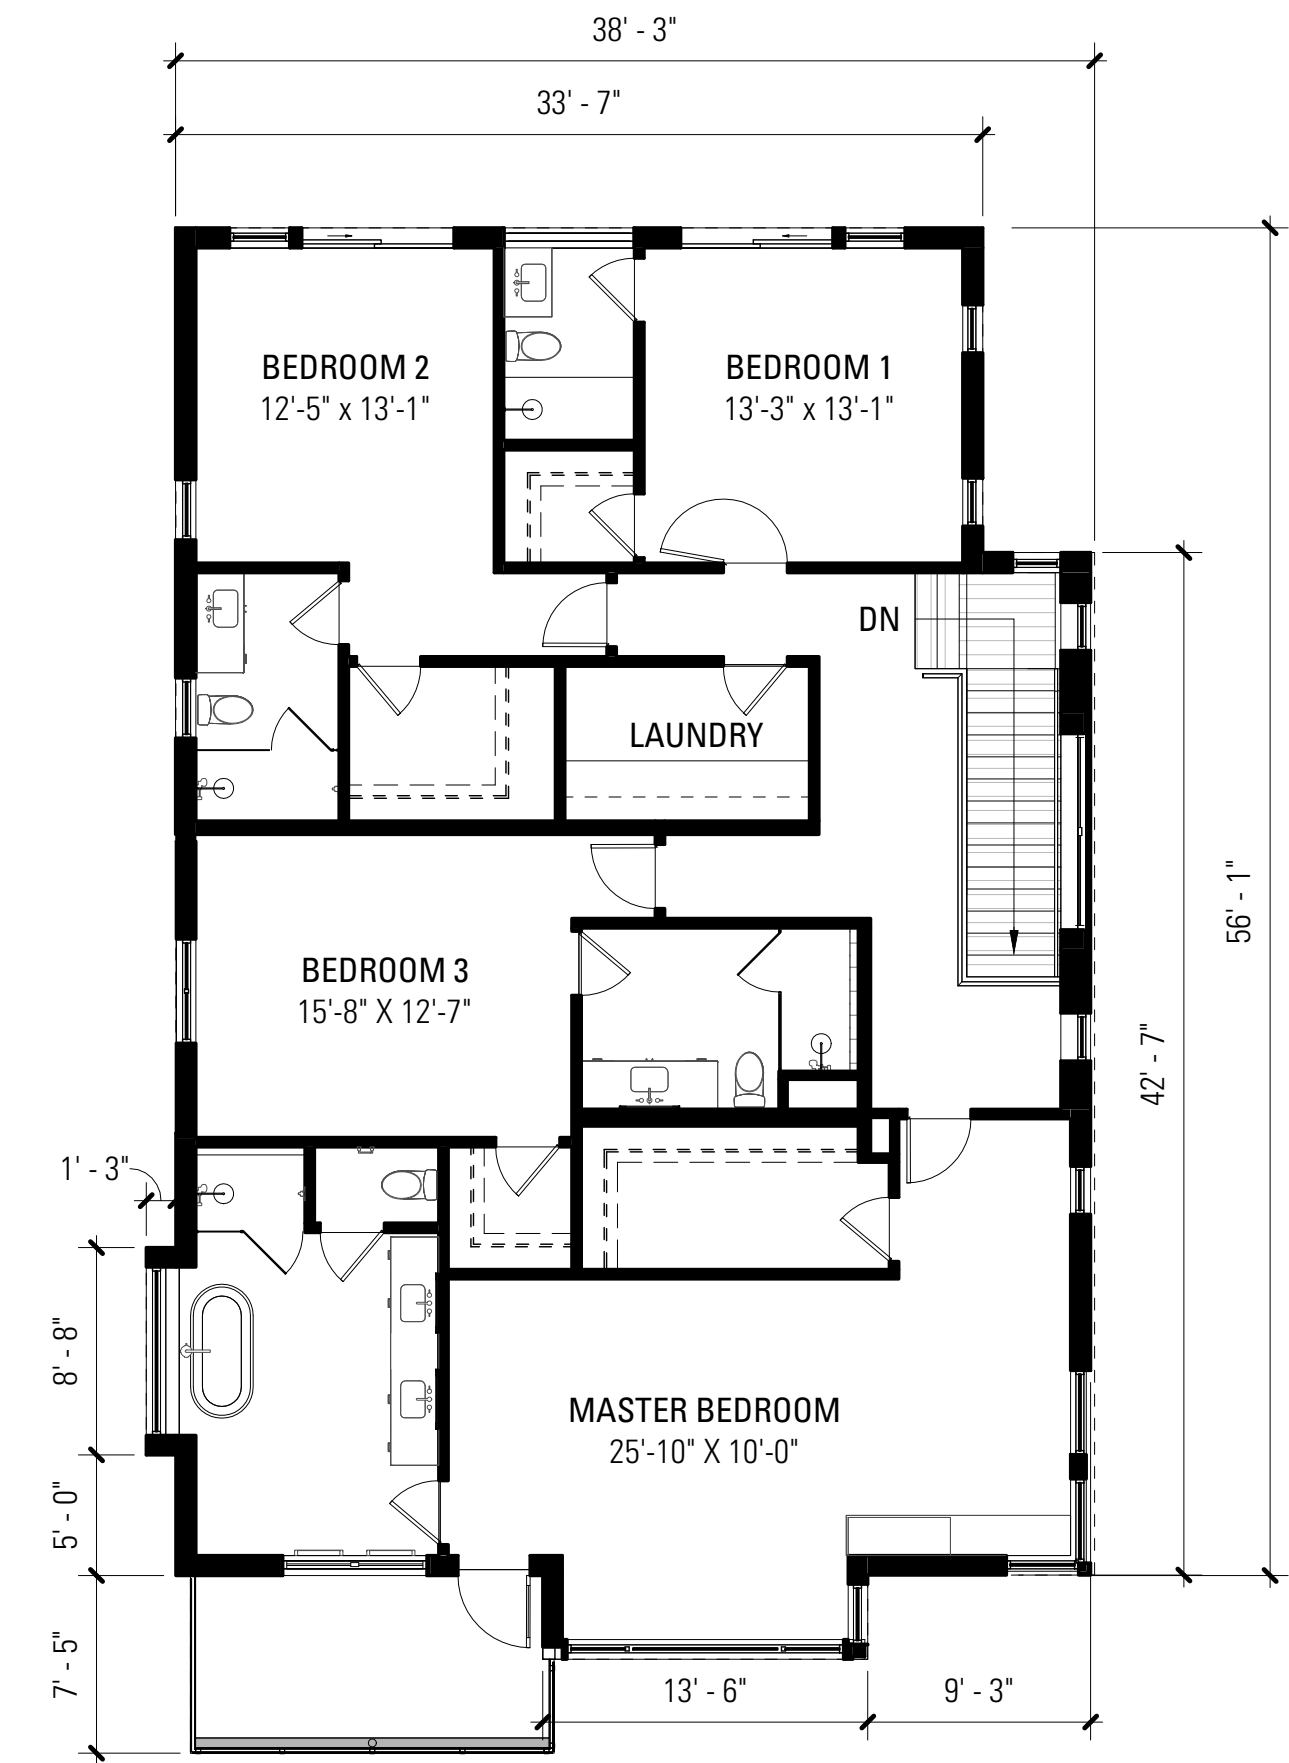 38' - 3"
33' - 7"
BEDROOM 2
12'-5" x 13'-1"
BEDROOM 1
13'-3" x 13'-1"
DN
LAUNDRY
56' - 1"
BEDROOM 3
15'-8" X 12'-7"
42' - 7"
1' - 3"
8' - 8"
MASTER BEDROOM
25'-10" X 10'-0"
5' - 0"
7' - 5"
13' - 6"
9' - 3"